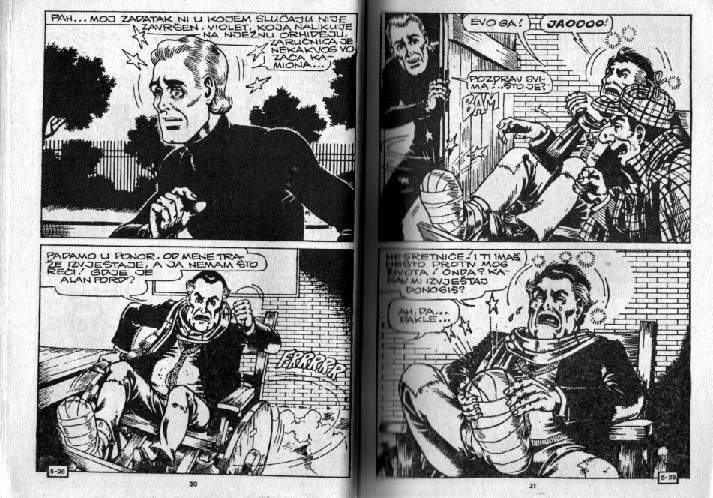 PAH... MOJ ZADATAK NI U KOJEM SLUČAJU NIJE
ZAVRŠEN. VIOLET, KOJA NALIKUJE
NA NJEŽNU ORHIDEJU,
ZARUČNICA JE
NEKAKVOG VO
ZAČA KA-
MIONA...
PADAMO U PONOR. OD MENE TRA-
ŽE IZVJEŠTAJE, A JA NEMAM ŠTO
REĆI! GDJE JE
ALAN FORD?
FRRRRRR
5-28
30
EVO GA!
JAOOOO!
POZDRAV SVI-
MA... ŠTO JE?
BAM
NESRETNIČE! TI IMAŠ
NEŠTO PROTIV MOG
ŽIVOTA! ONDA? KA-
KAV MI IZVJEŠTAJ
DONOSIŠ?
AH, DA...
DAKLE...
31
5-29